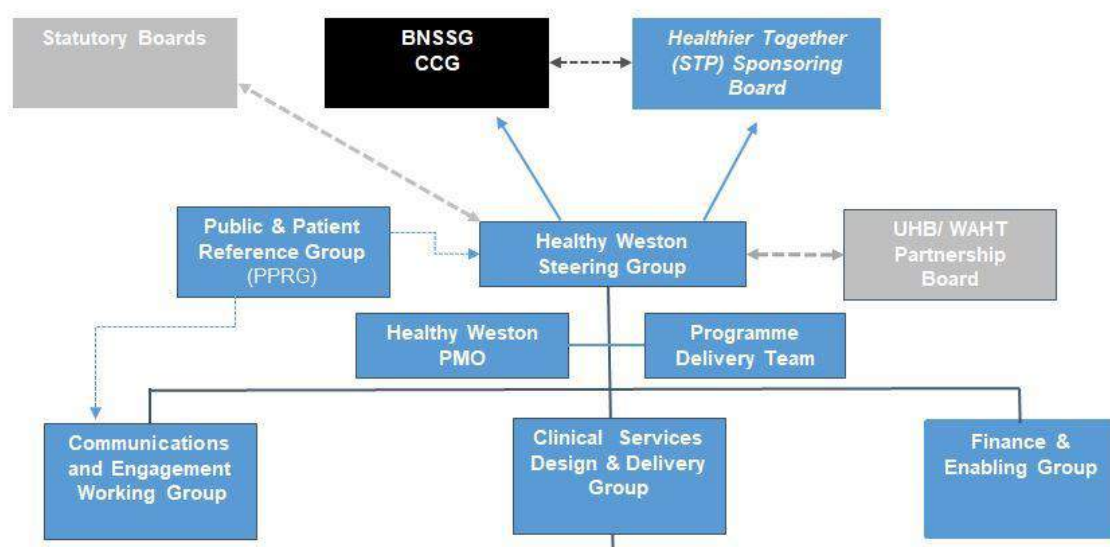 Statutory Boards
BNSSG
CCG
Healthier Together
(STP) Sponsoring
Board
Public & Patient
Reference Group
(PPRG)
Healthy Weston
Steering Group
UHB/ WAHT
Partnership
Board
Healthy Weston
PMO
Programme
Delivery Team
Communications
and Engagement
Working Group
Clinical Services
Design & Delivery
Group
Finance &
Enabling Group